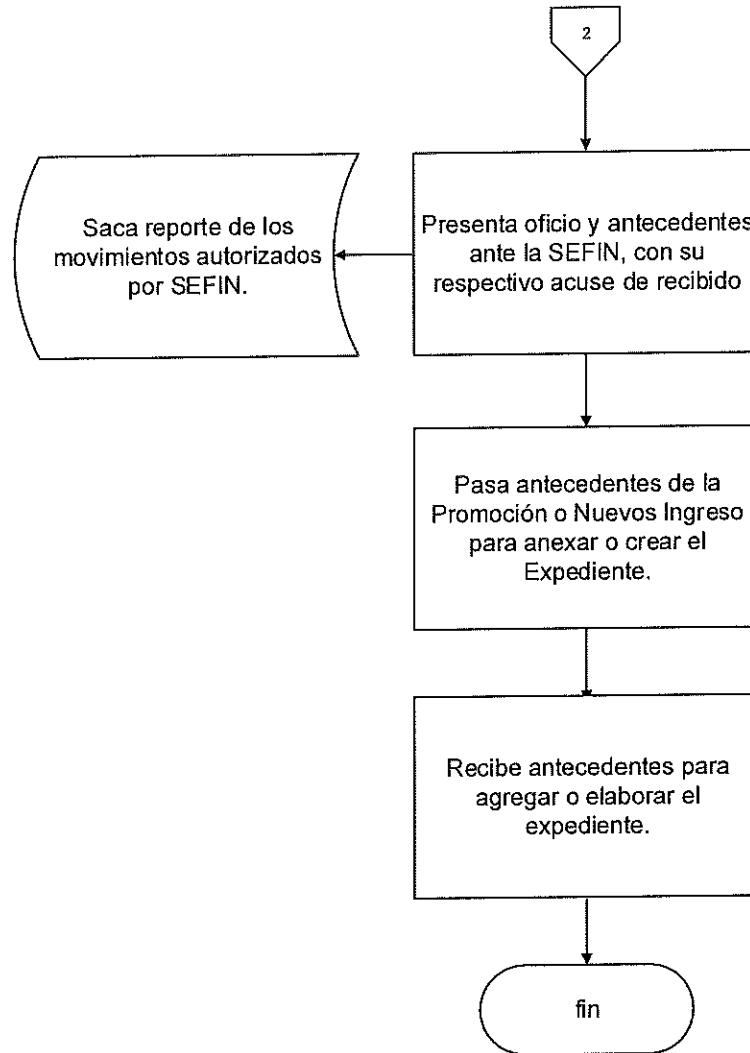 2
Presenta oficio y antecedentes
ante la SEFIN, con su
respectivo acuse de recibido
Saca reporte de los
movimientos autorizados
por SEFIN.
Pasa antecedentes de la
Promoción o Nuevos Ingreso
para anexar o crear el
Expediente.
Recibe antecedentes para
agregar o elaborar el
expediente.
fin